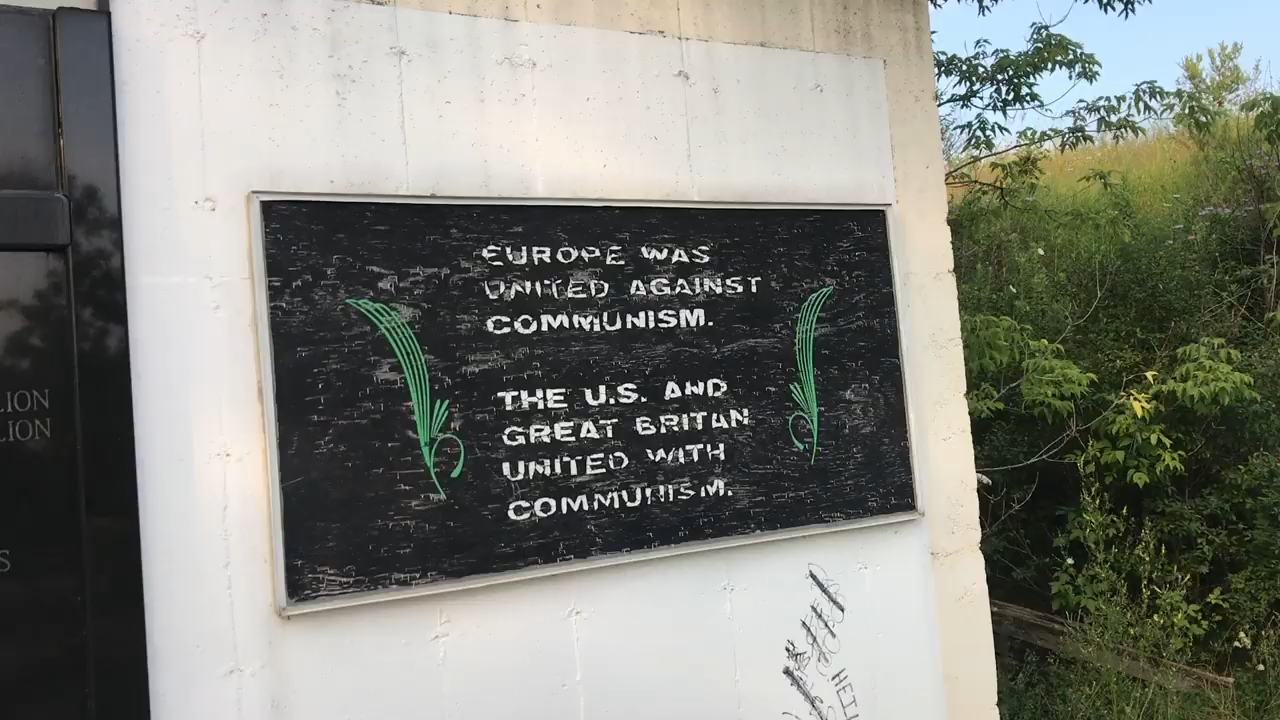 EUROPE WAS
UNITED AGAINST
COMMUNISM.
THE U.S. AND
GREAT BRITAN
UNITED WITH
COMMUNISM.
LION
LION
S